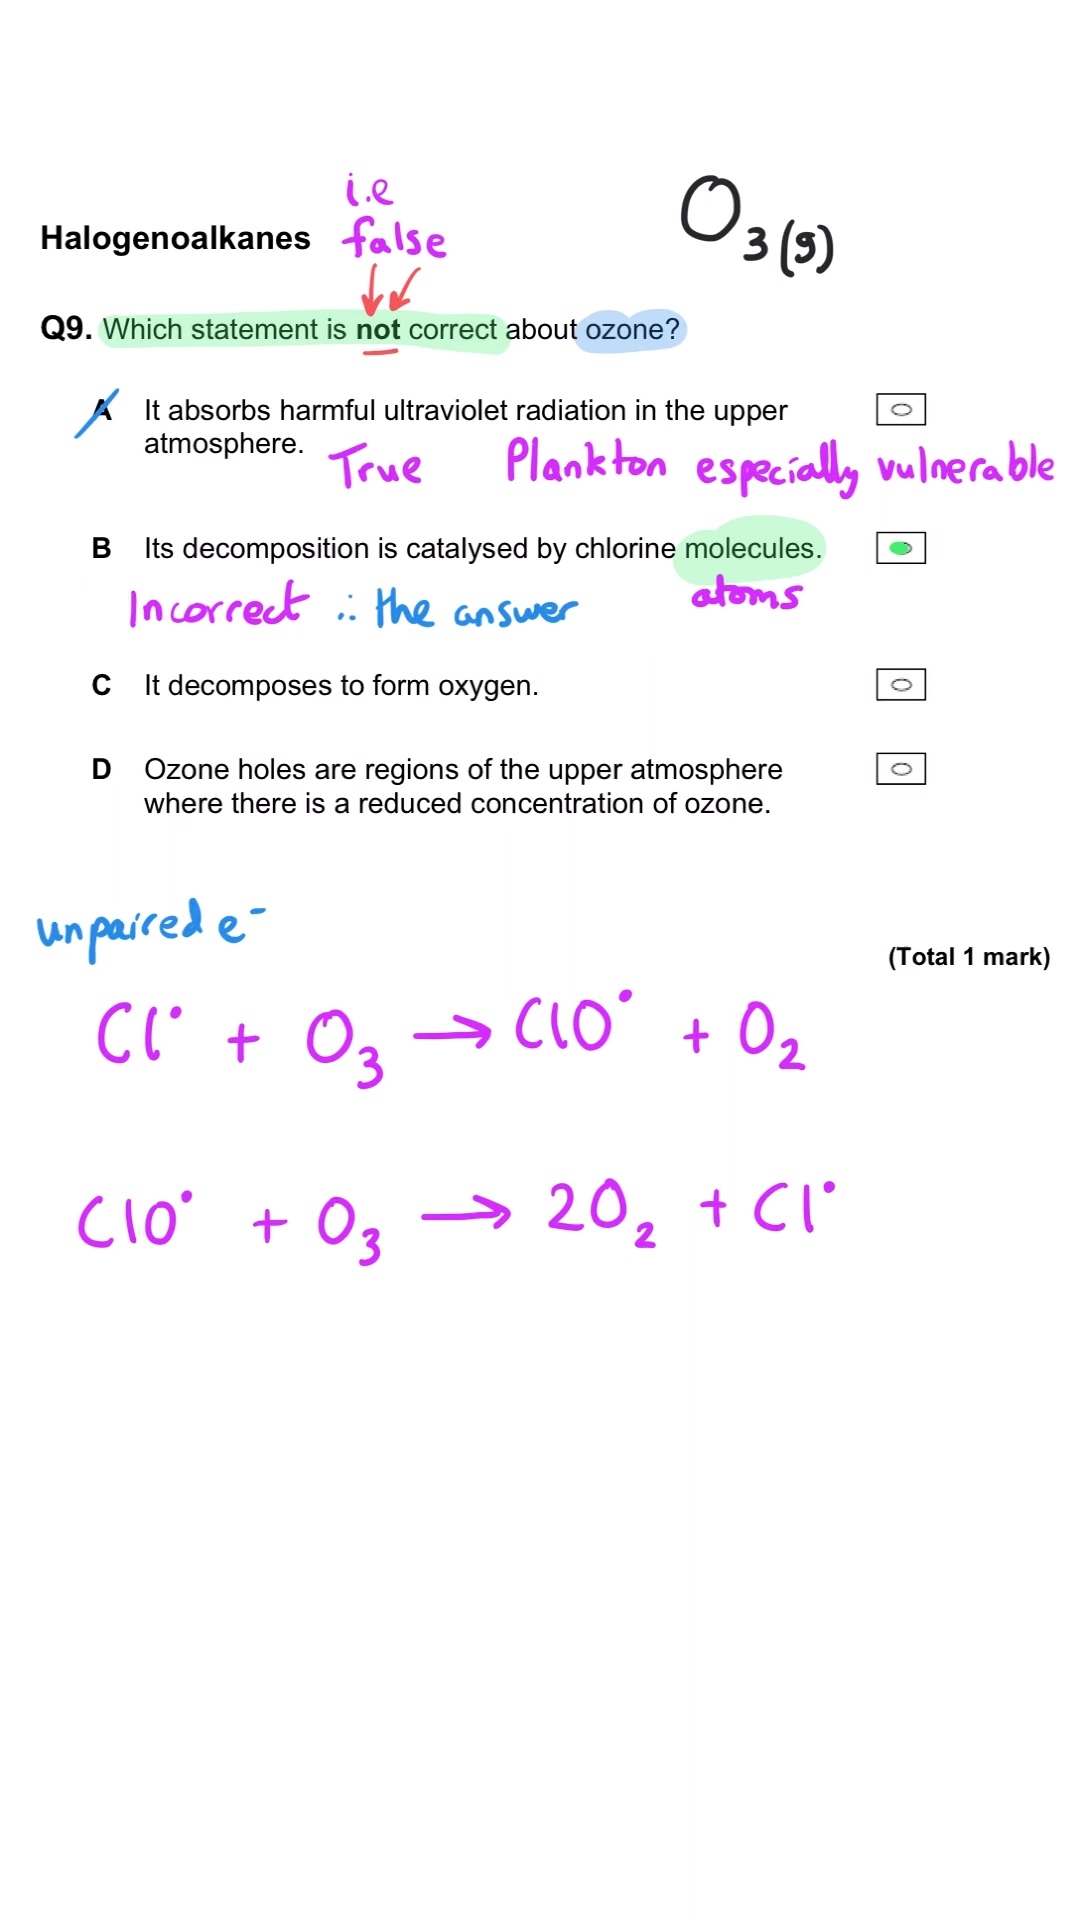 i.e
Halogenoalkanes false
O₃(g)
Q9. Which statement is not correct about ozone?
A It absorbs harmful ultraviolet radiation in the upper
atmosphere.
True Plankton especially vulnerable
B Its decomposition is catalysed by chlorine molecules.
Incorrect ∴ the answer atoms
C It decomposes to form oxygen.
D Ozone holes are regions of the upper atmosphere
where there is a reduced concentration of ozone.
unpaired e⁻
(Total 1 mark)
Cl• + O₃ → ClO• + O₂
ClO• + O₃ → 2O₂ + Cl•